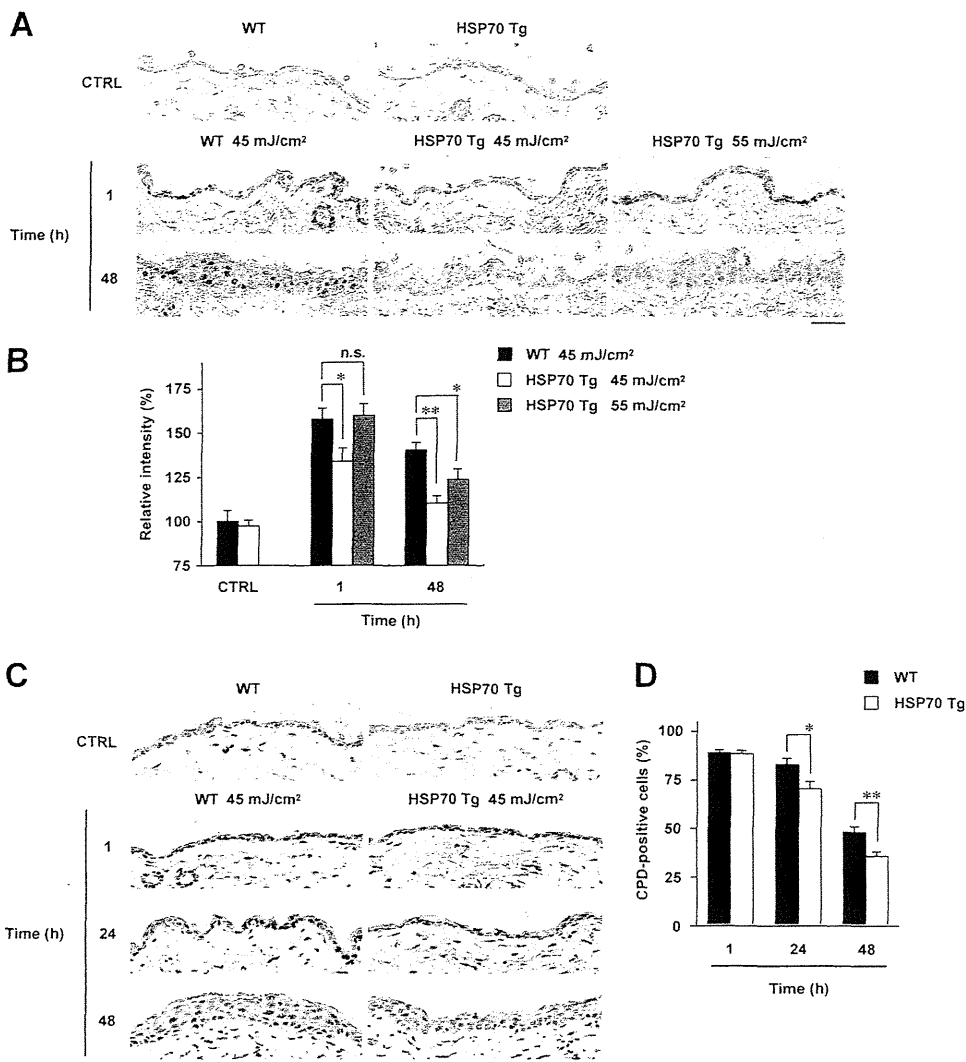 A
WT HSP70 Tg
CTRL
WT 45 mJ/cm² HSP70 Tg 45 mJ/cm² HSP70 Tg 55 mJ/cm²
1
Time (h)
48
B
n.s.
WT 45 mJ/cm²
HSP70 Tg 45 mJ/cm²
HSP70 Tg 55 mJ/cm²
* ** *
Relative intensity (%)
175
150
125
100
75
CTRL 1 48
Time (h)
C
WT HSP70 Tg
CTRL
WT 45 mJ/cm² HSP70 Tg 45 mJ/cm²
1
Time (h)
24
48
D
WT
HSP70 Tg
* **
CPD-positive cells (%)
100
75
50
25
0
1 24 48
Time (h)